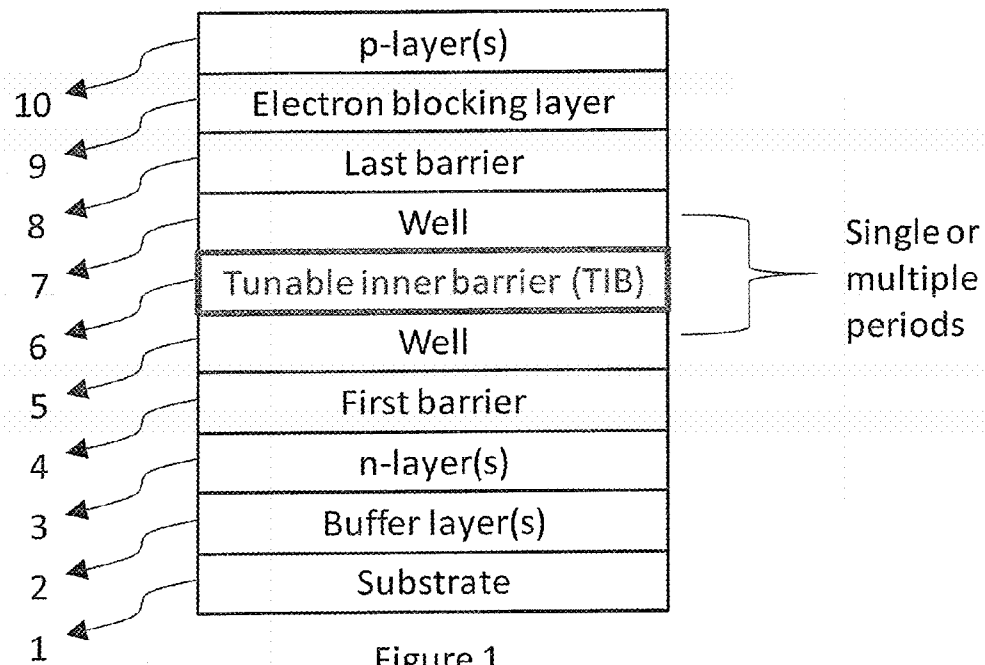 p-layer(s)
10
Electron blocking layer
9
Last barrier
8
Well
7
Tunable inner barrier (TIB)
6
Well
5
First barrier
4
n-layer(s)
3
Buffer layer(s)
2
Substrate
1
Single or
multiple
periods
Figure 1